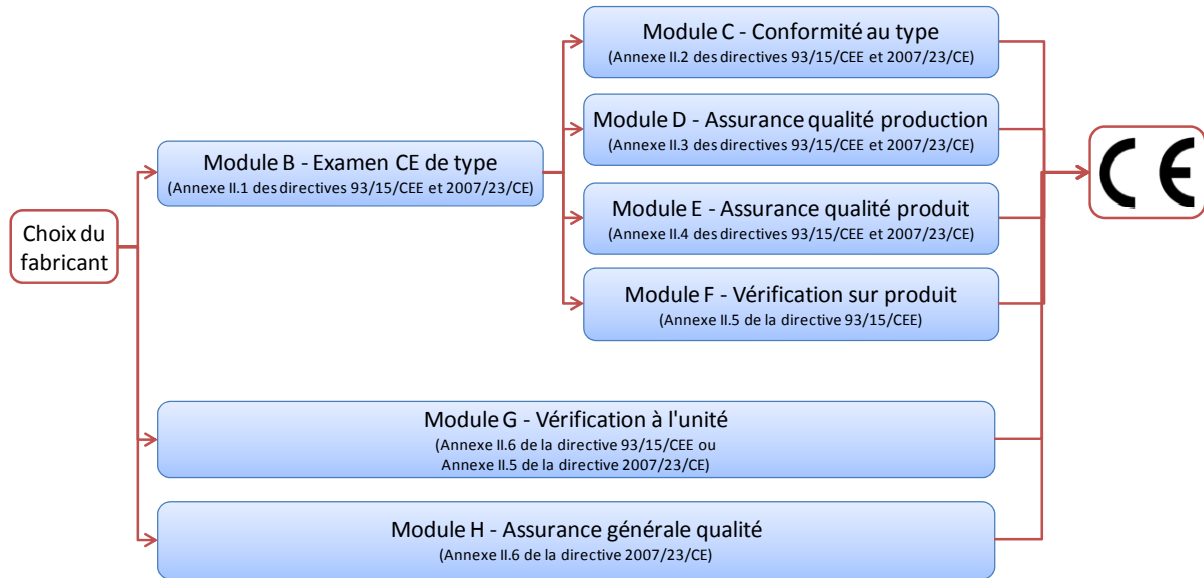 Choix du
fabricant
Module B - Examen CE de type
(Annexe II.1 des directives 93/15/CEE et 2007/23/CE)
Module C - Conformité au type
(Annexe II.2 des directives 93/15/CEE et 2007/23/CE)
Module D - Assurance qualité production
(Annexe II.3 des directives 93/15/CEE et 2007/23/CE)
Module E - Assurance qualité produit
(Annexe II.4 des directives 93/15/CEE et 2007/23/CE)
Module F - Vérification sur produit
(Annexe II.5 de la directive 93/15/CEE)
Module G - Vérification à l'unité
(Annexe II.6 de la directive 93/15/CEE ou
Annexe II.5 de la directive 2007/23/CE)
Module H - Assurance générale qualité
(Annexe II.6 de la directive 2007/23/CE)
CE